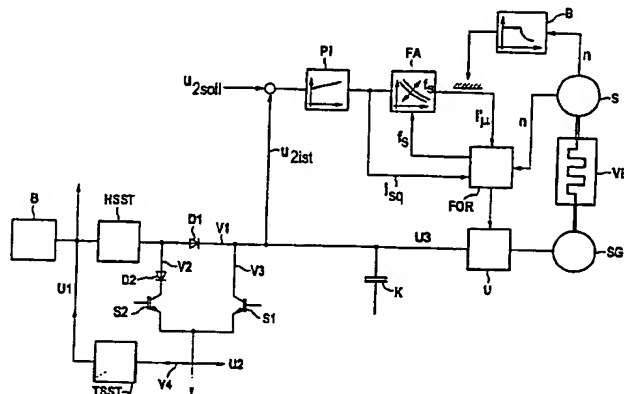 B
PI
FA
n
u2soll
fs
S
I'μ
n
fs
u2ist
VE
Isq
FOR
B
HSST
D1
V1
U3
U
SG
V2
V3
D2
K
U1
S2
S1
U2
V4
TSST